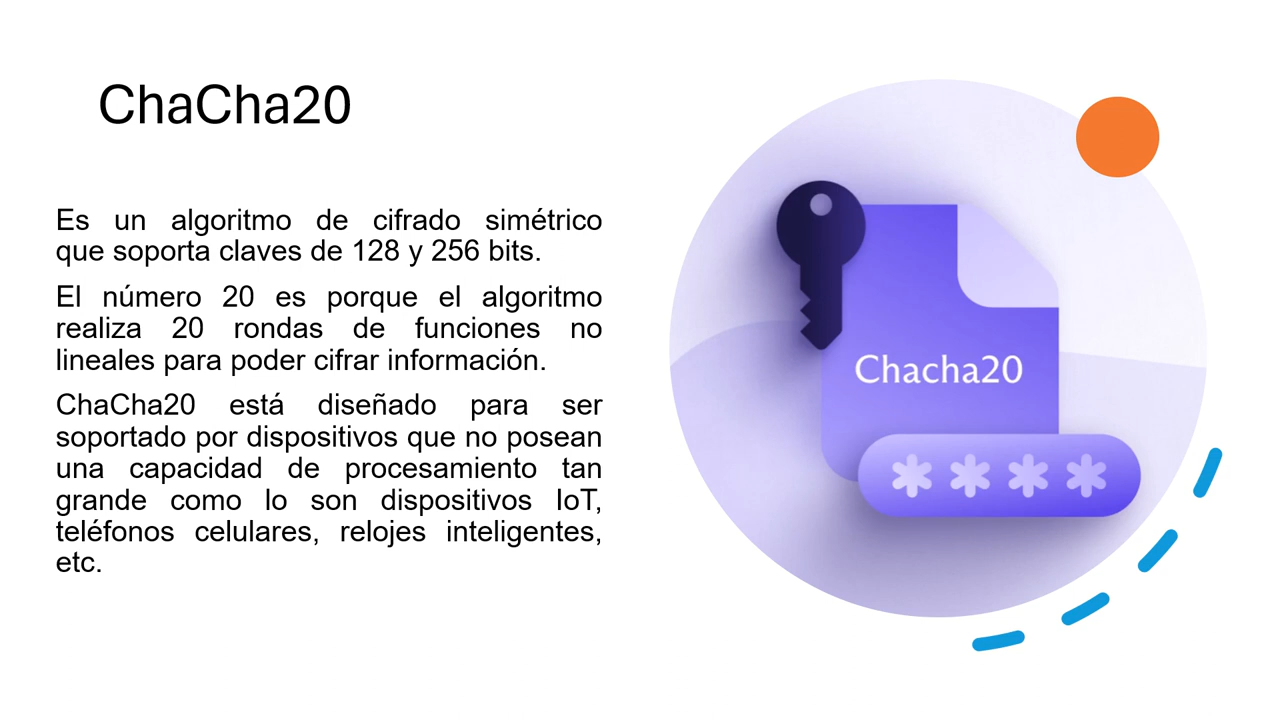 ChaCha20
Es un algoritmo de cifrado simétrico
que soporta claves de 128 y 256 bits.
El número 20 es porque el algoritmo
realiza 20 rondas de funciones no
lineales para poder cifrar información.
ChaCha20 está diseñado para ser
soportado por dispositivos que no posean
una capacidad de procesamiento tan
grande como lo son dispositivos IoT,
teléfonos celulares, relojes inteligentes,
etc.
Chacha20
****